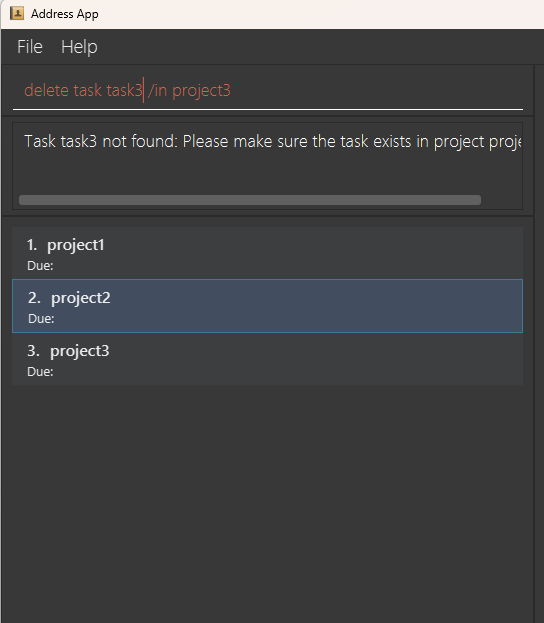 Address App
File Help
delete task task3 /in project3
Task task3 not found: Please make sure the task exists in project
1. project1
Due:
2. project2
Due:
3. project3
Due: